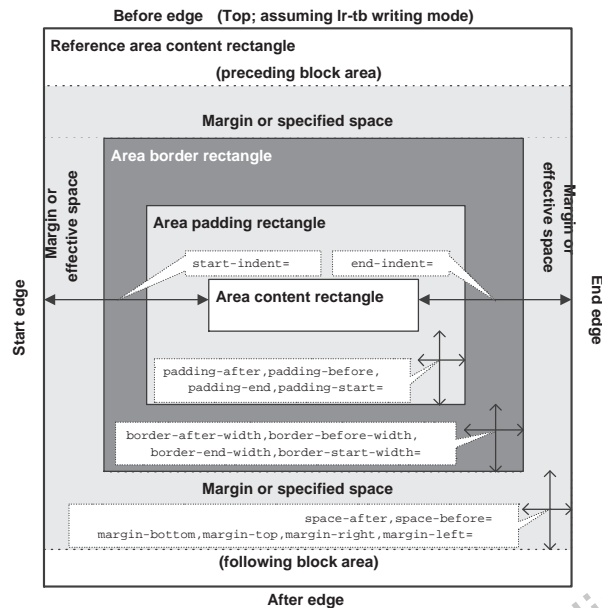 Before edge (Top; assuming lr-tb writing mode)
Reference area content rectangle
(preceding block area)
Margin or specified space
Area border rectangle
Margin or
effective space
Margin or
effective space
Area padding rectangle
start-indent=
end-indent=
Area content rectangle
Start edge
End edge
padding-after,padding-before,
padding-end,padding-start=
border-after-width,border-before-width,
border-end-width,border-start-width=
Margin or specified space
space-after,space-before=
margin-bottom,margin-top,margin-right,margin-left=
(following block area)
After edge